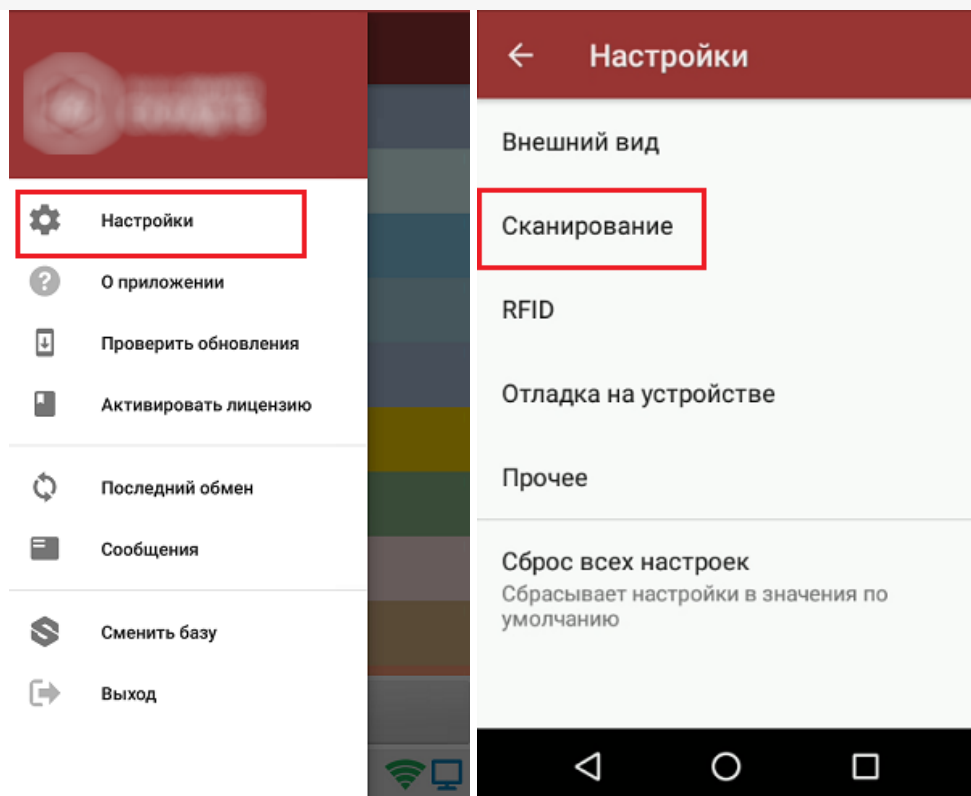 Настройки
О приложении
Проверить обновления
Активировать лицензию
Последний обмен
Сообщения
Сменить базу
Выход
Настройки
Внешний вид
Сканирование
RFID
Отладка на устройстве
Прочее
Сброс всех настроек
Сбрасывает настройки в значения по
умолчанию